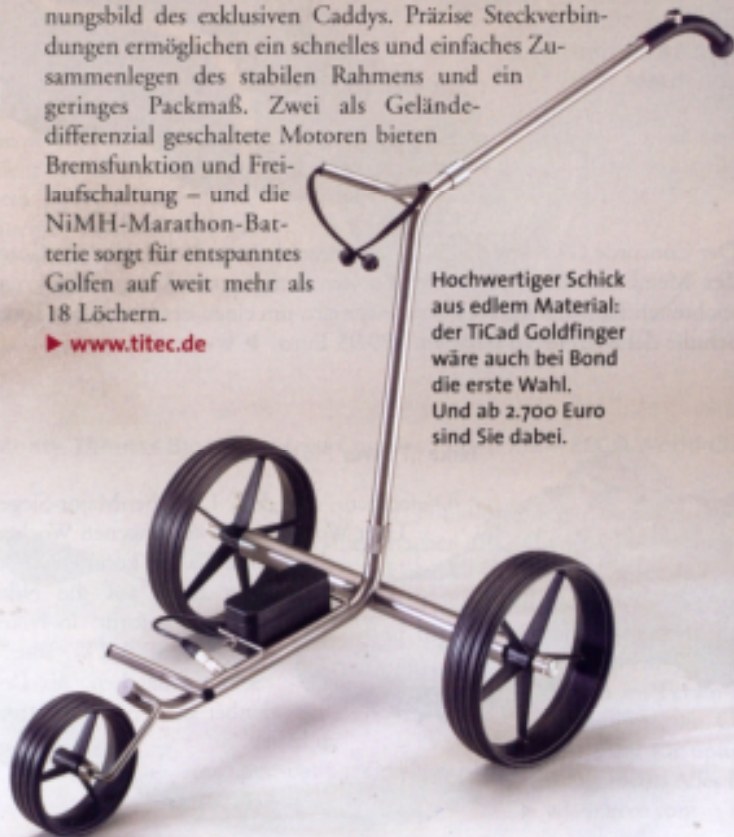 nungsbild des exklusiven Caddys. Präzise Steckverbin-
dungen ermöglichen ein schnelles und einfaches Zu-
sammenlegen des stabilen Rahmens und ein
geringes Packmaß. Zwei als Gelände-
differenzial geschaltete Motoren bieten
Bremsfunktion und Frei-
laufschaltung – und die
NiMH-Marathon-Bat-
terie sorgt für entspanntes
Golfen auf weit mehr als
18 Löchern.
▶ www.titec.de
Hochwertiger Schick
aus edlem Material:
der TiCad Goldfinger
wäre auch bei Bond
die erste Wahl.
Und ab 2.700 Euro
sind Sie dabei.